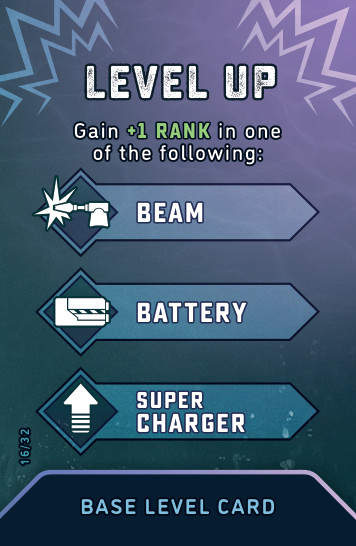 LEVEL UP
Gain +1 RANK in one
of the following:
BEAM
BATTERY
SUPER
CHARGER
16/32
BASE LEVEL CARD